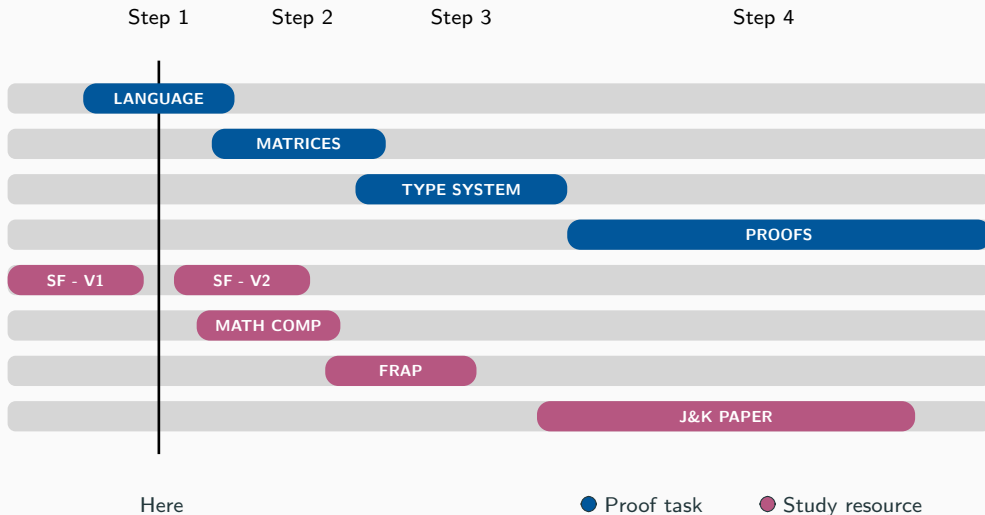 Step 1 Step 2 Step 3 Step 4
LANGUAGE
MATRICES
TYPE SYSTEM
PROOFS
SF - V1 SF - V2
MATH COMP
FRAP
J&K PAPER
Here Proof task Study resource